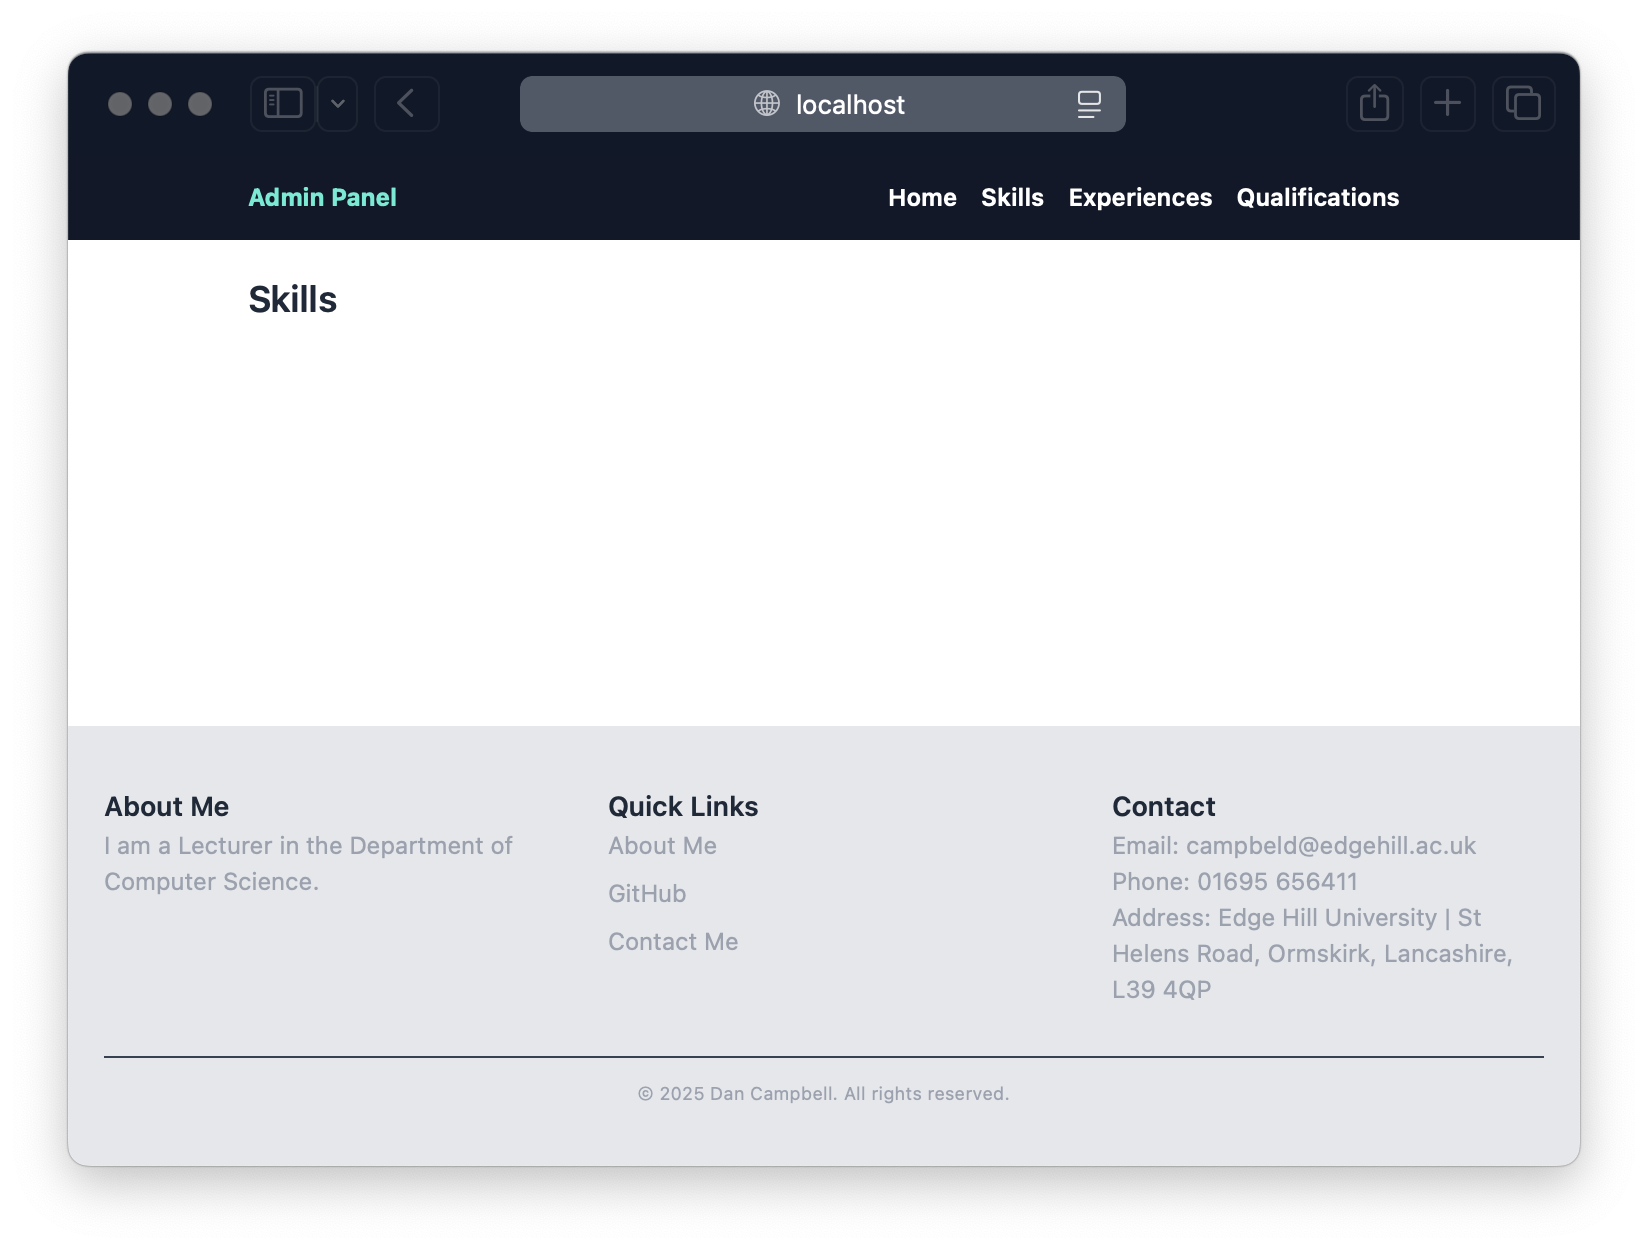 localhost
Admin Panel
Home Skills Experiences Qualifications
Skills
About Me
I am a Lecturer in the Department of
Computer Science.
Quick Links
About Me
GitHub
Contact Me
Contact
Email: campbeld@edgehill.ac.uk
Phone: 01695 656411
Address: Edge Hill University | St
Helens Road, Ormskirk, Lancashire,
L39 4QP
© 2025 Dan Campbell. All rights reserved.